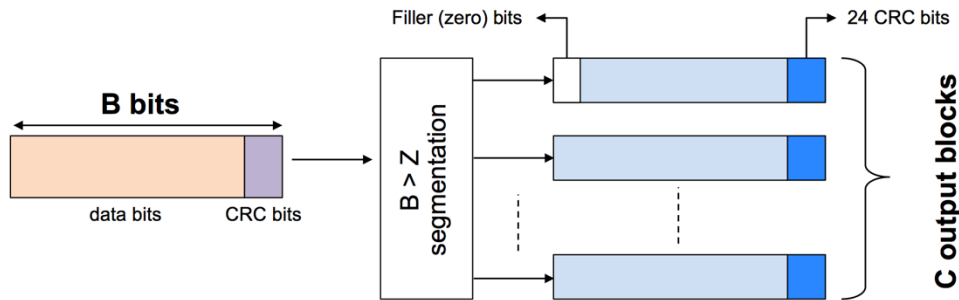 Filler (zero) bits
24 CRC bits
B bits
data bits
CRC bits
B > Z
segmentation
C output blocks